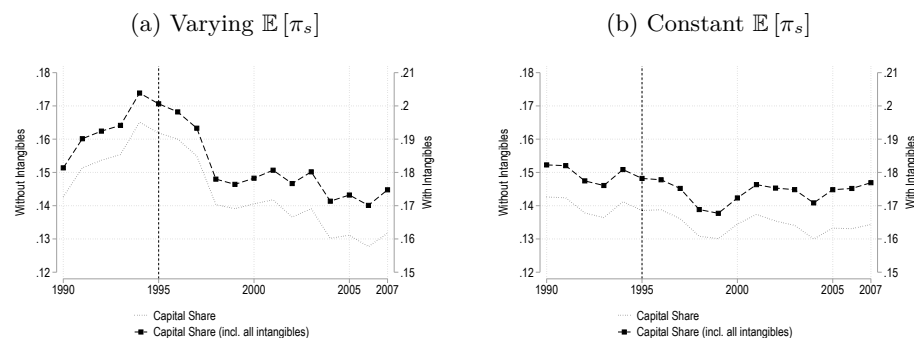 (a) Varying 𝔼 [π_s]
.18
.17
.16
.15
.14
.13
.12
Without Intangibles
.21
.2
.19
.18
.17
.16
.15
With Intangibles
1990 1995 2000 2005 2007
Capital Share
Capital Share (incl. all intangibles)
(b) Constant 𝔼 [π_s]
.18
.17
.16
.15
.14
.13
.12
Without Intangibles
.21
.2
.19
.18
.17
.16
.15
With Intangibles
1990 1995 2000 2005 2007
Capital Share
Capital Share (incl. all intangibles)